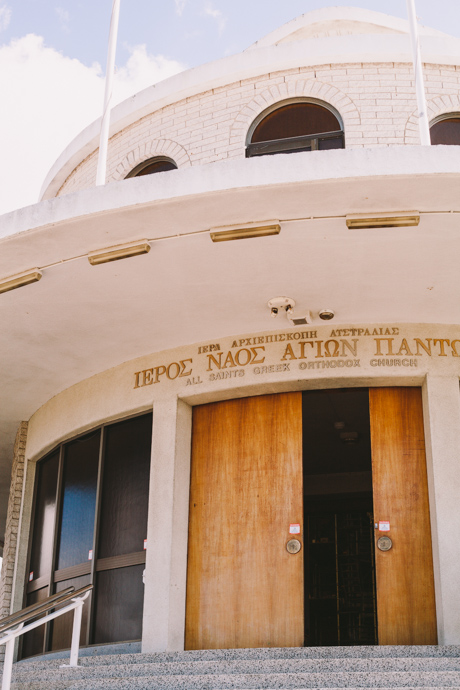 ΙΕΡΑ ΑΡΧΙΕΠΙΣΚΟΠΗ ΑΥΣΤΡΑΛΙΑΣ
ΙΕΡΟΣ ΝΑΟΣ ΑΓΙΩΝ ΠΑΝΤΩ
ALL SAINTS GREEK ORTHODOX CHURCH